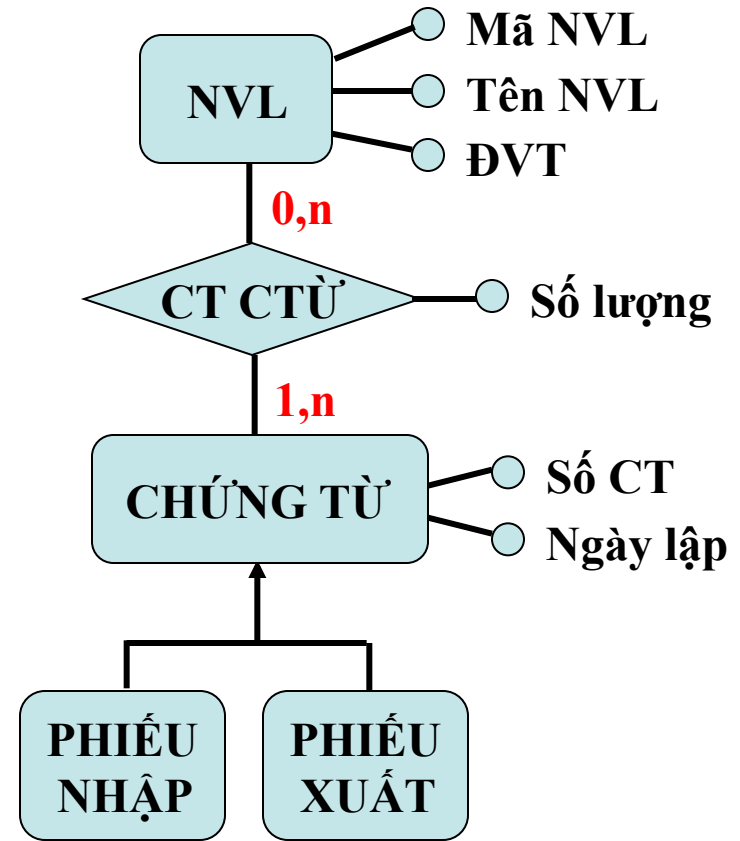 Mã NVL
NVL
Tên NVL
ĐVT
0,n
CT CTỪ
Số lượng
1,n
CHỨNG TỪ
Số CT
Ngày lập
PHIẾU
NHẬP
PHIẾU
XUẤT